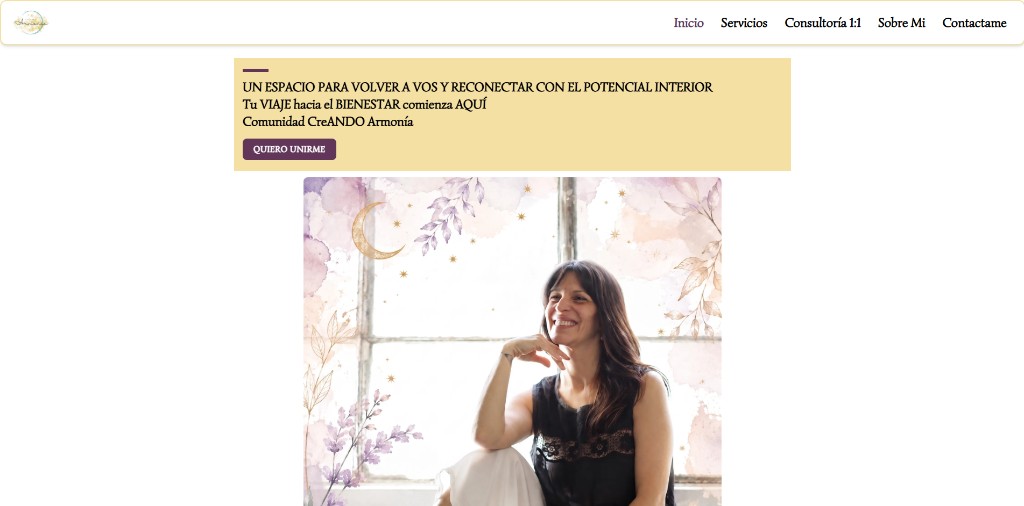 Inicio Servicios Consultoría 1:1 Sobre Mi Contactame
UN ESPACIO PARA VOLVER A VOS Y RECONECTAR CON EL POTENCIAL INTERIOR
Tu VIAJE hacia el BIENESTAR comienza AQUÍ
Comunidad CreANDO Armonía
QUIERO UNIRME